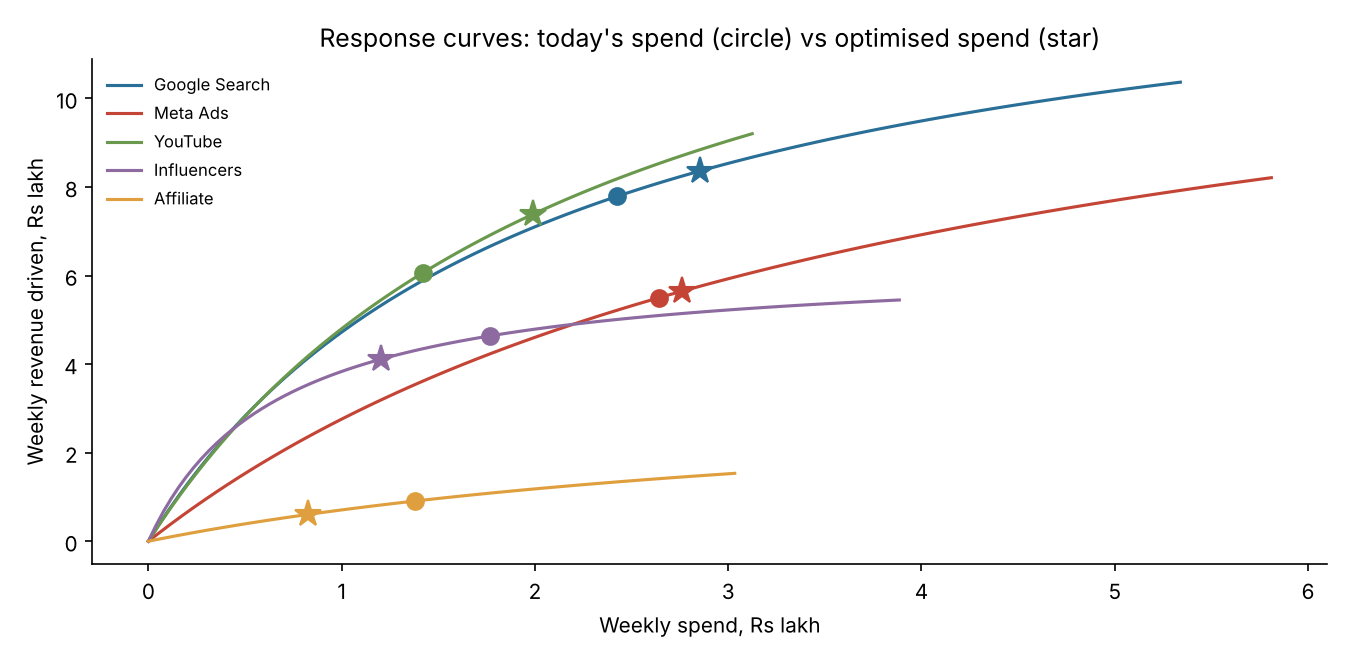 Response curves: today's spend (circle) vs optimised spend (star)
Google Search
Meta Ads
YouTube
Influencers
Affiliate
Weekly revenue driven, Rs lakh
10
8
6
4
2
0
0 1 2 3 4 5 6
Weekly spend, Rs lakh